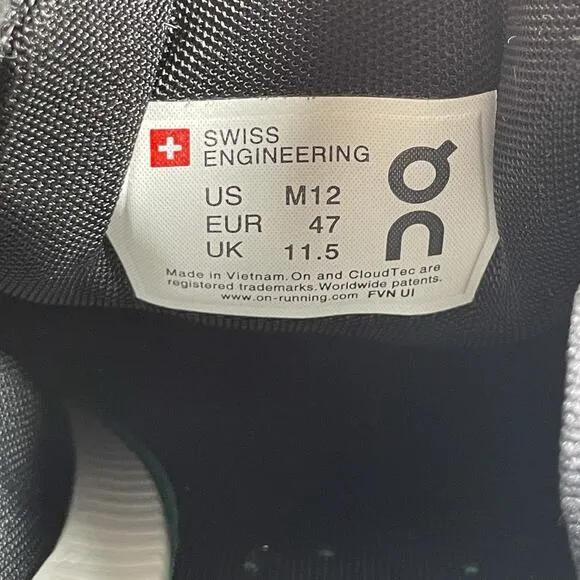 SWISS
ENGINEERING
US M12
EUR 47
UK 11.5
Made in Vietnam. On and CloudTec are
registered trademarks. Worldwide patents.
www.on-running.com FVN UI
On